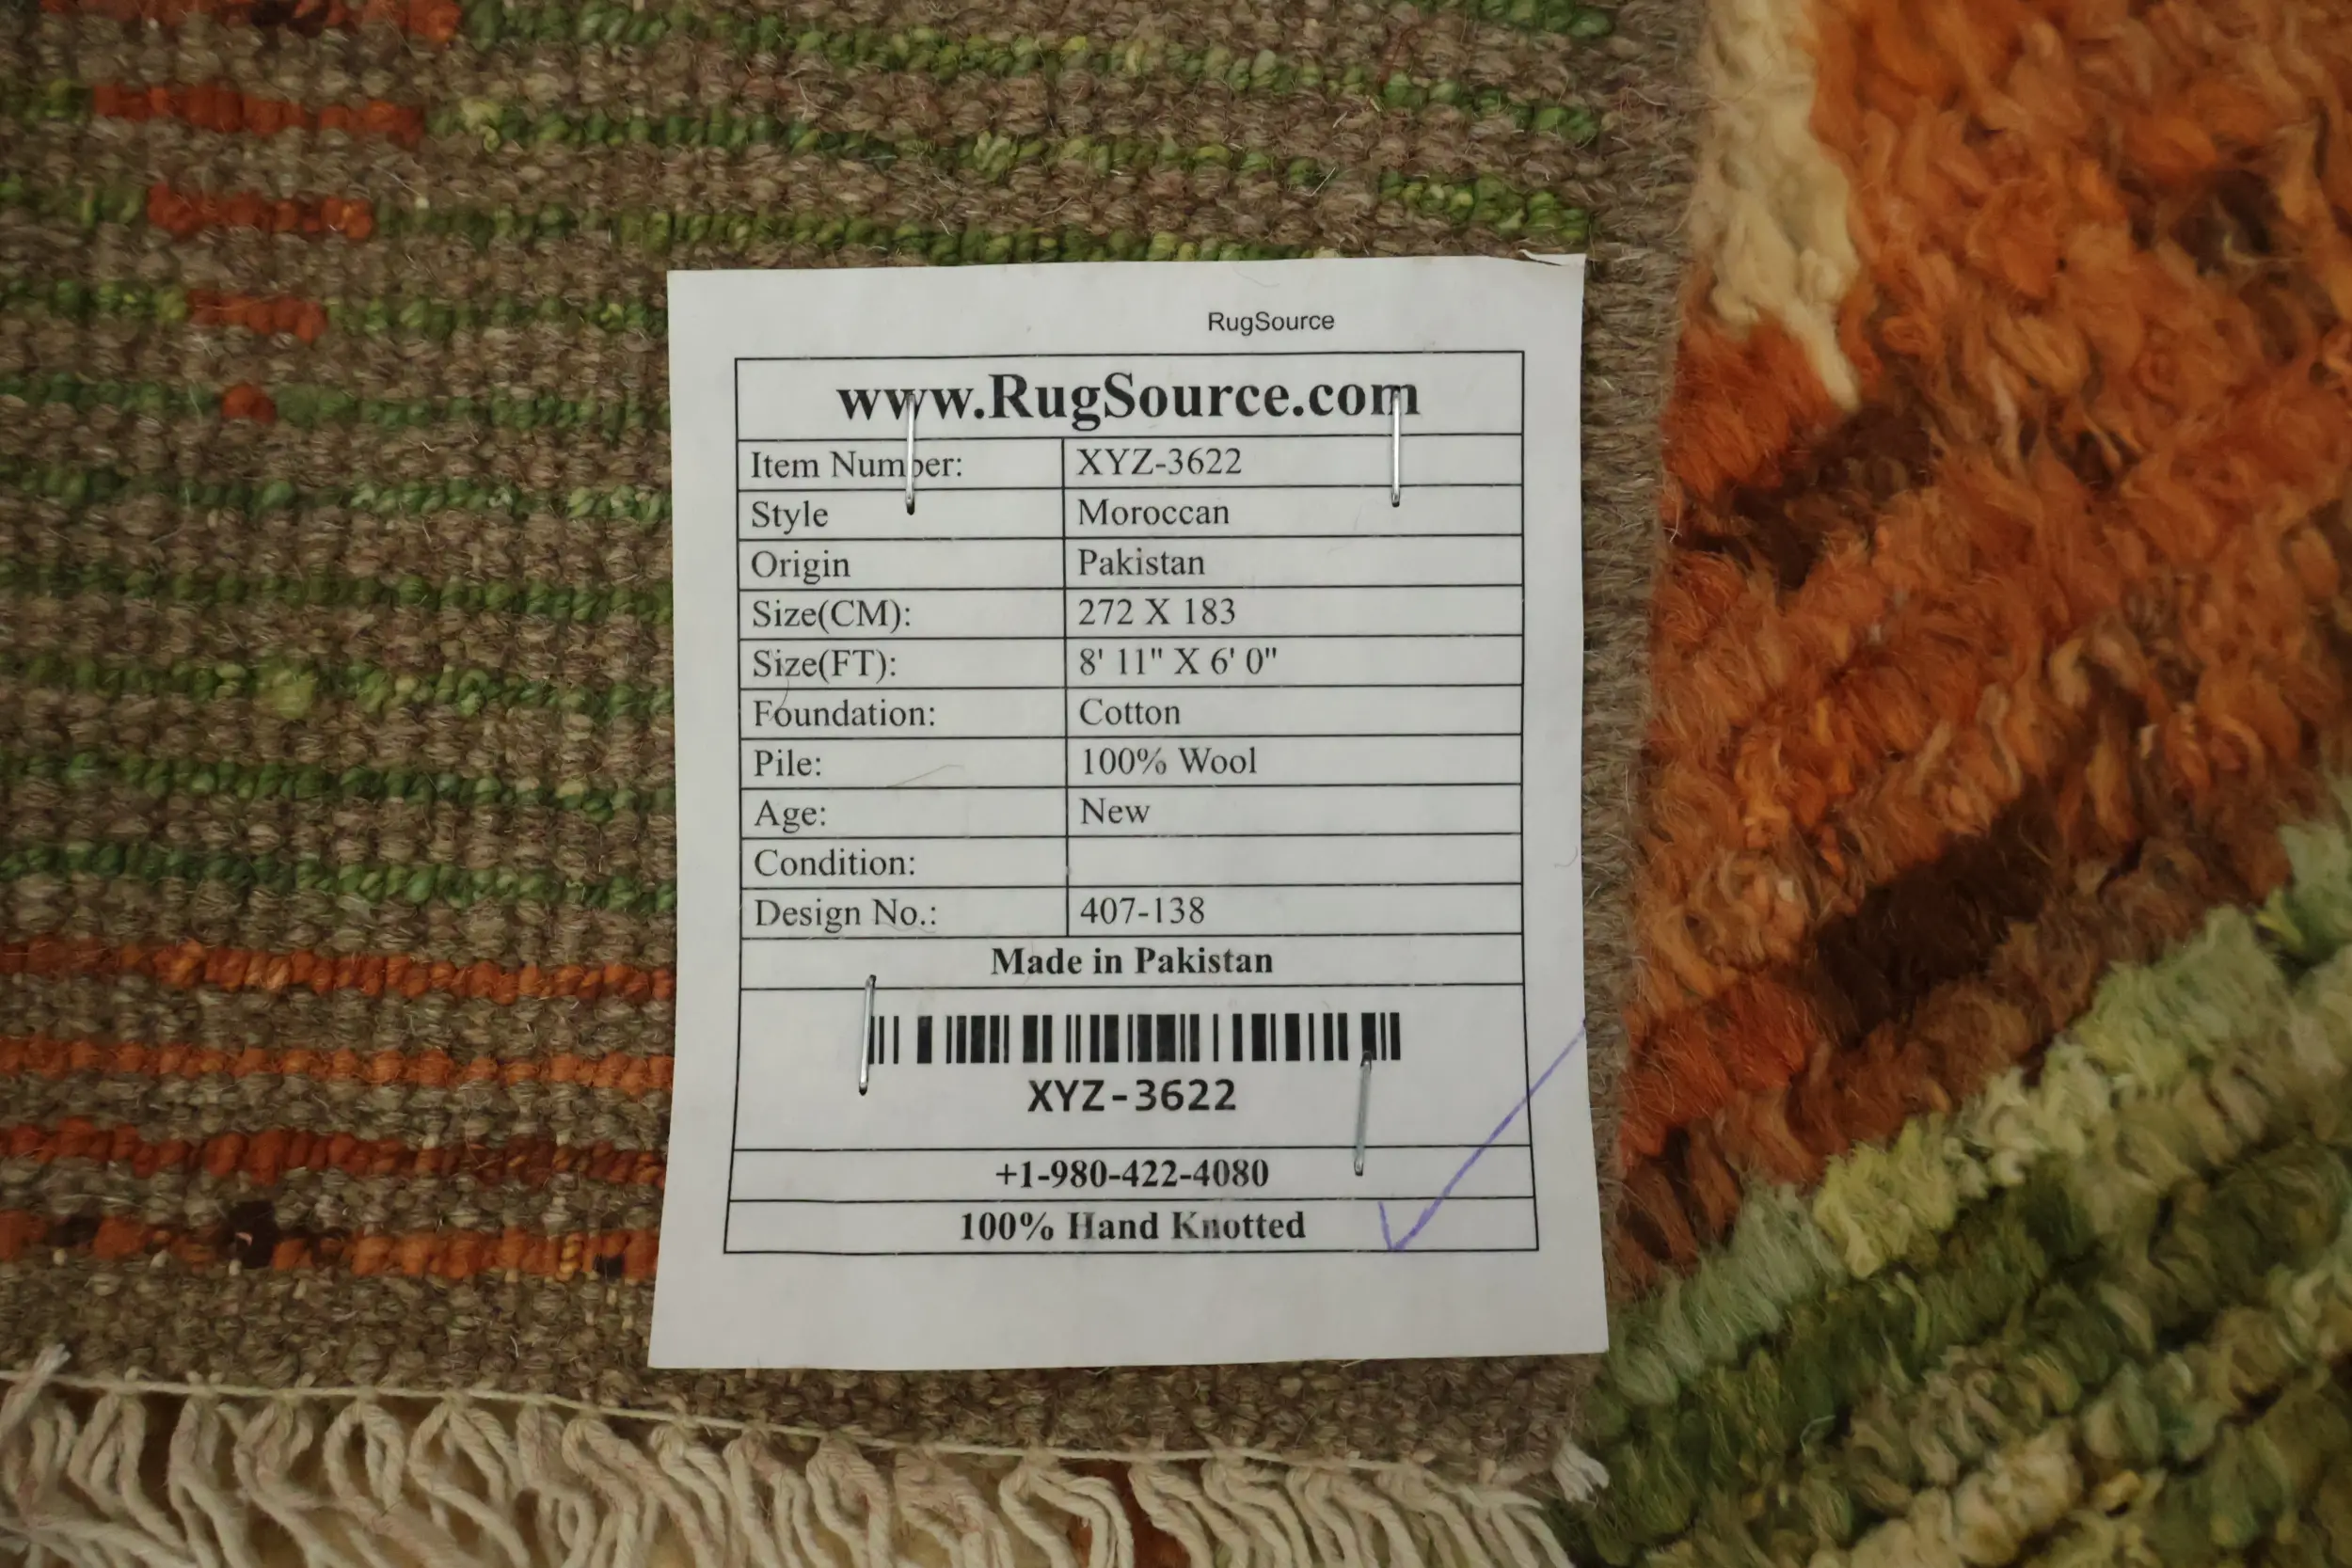 RugSource
www.RugSource.com
Item Number: XYZ-3622
Style Moroccan
Origin Pakistan
Size(CM): 272 X 183
Size(FT): 8' 11" X 6' 0"
Foundation: Cotton
Pile: 100% Wool
Age: New
Condition:
Design No.: 407-138
Made in Pakistan
XYZ-3622
+1-980-422-4080
100% Hand Knotted